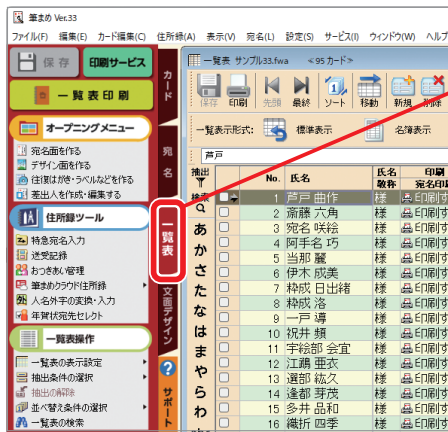 筆まめ Ver.33
ファイル(F) 編集(E) カード編集(C) 住所録(A) 表示(V) 宛名(L) 設定(S) サービス(I) ウィンドウ(W) ヘルプ
保存 印刷サービス
一覧表印刷
オープニングメニュー
宛名面を作る
デザイン面を作る
往復はがき・ラベルなどを作る
差出人を作成・編集する
住所録ツール
特急宛名入力
送受記録
おつきあい管理
筆まめクラウド住所録
人名外字の変換・入力
年賀状宛先セレクト
一覧表操作
一覧表の表示設定
抽出条件の選択
抽出の解除
並べ替え条件の選択
一覧表の検索
カード
宛名
一覧表
文面デザイン
サポート
一覧表 サンプル33.fwa <95 カード>
保存 印刷 先頭 最終 ソート 移動 新規 削除
一覧表形式: 標準表示 名簿表示
芦戸
抽出 No. 氏名 氏名敬称 印刷 宛名印刷
検索
あ
か
さ
た
な
は
ま
や
ら
わ
1 芦戸 曲作 様 印刷す
2 斎藤 六角 様 印刷す
3 宛名 咲絵 様 印刷す
4 阿手名 巧 様 印刷す
5 当那 麗 様 印刷す
6 伊木 成美 様 印刷す
7 枠成 日出緒 様 印刷す
8 枠成 洛 様 印刷す
9 一戸 導 様 印刷す
10 祝井 頻 様 印刷す
11 宇絵部 会宜 様 印刷す
12 江鵜 亜衣 様 印刷す
13 選部 紘久 様 印刷す
14 逢都 芽茂 様 印刷す
15 多井 品和 様 印刷す
16 織折 四季 様 印刷す